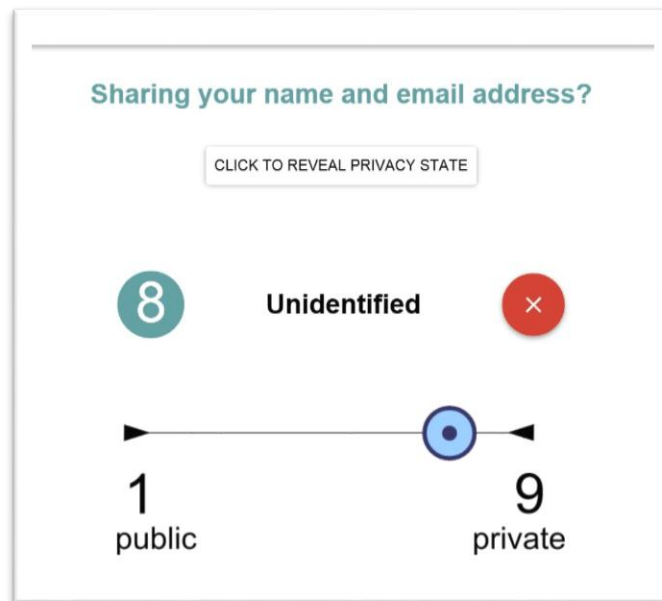 Sharing your name and email address?
CLICK TO REVEAL PRIVACY STATE
8 Unidentified ×
1 9
public private